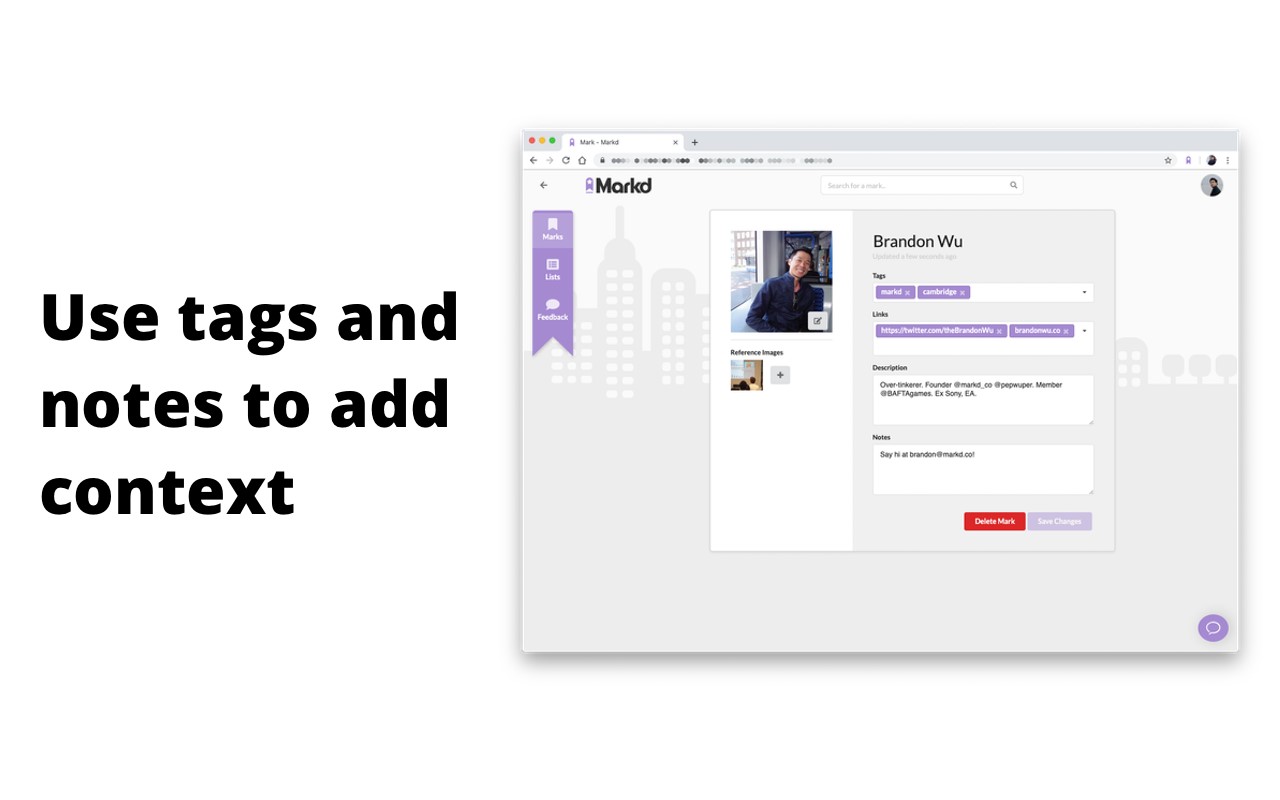 Use tags and
notes to add
context
Mark - Markd
Markd
Search for a mark..
Marks
Lists
Feedback
Reference Images
Brandon Wu
Updated a few seconds ago
Tags
markd cambridge
Links
https://twitter.com/theBrandonWu brandonwu.co
Description
Over-tinkerer. Founder @markd_co @pepwuper. Member
@BAFTAgames. Ex Sony, EA.
Notes
Say hi at brandon@markd.co!
Delete Mark Save Changes